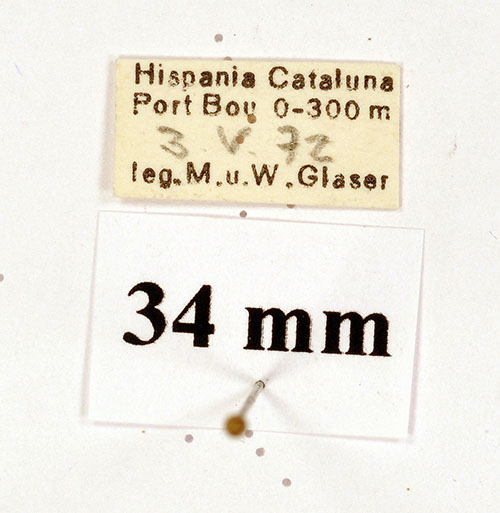 Hispania Cataluna
Port Bou 0-300 m
3 V. 72
leg.M.u.W.Glaser
34 mm